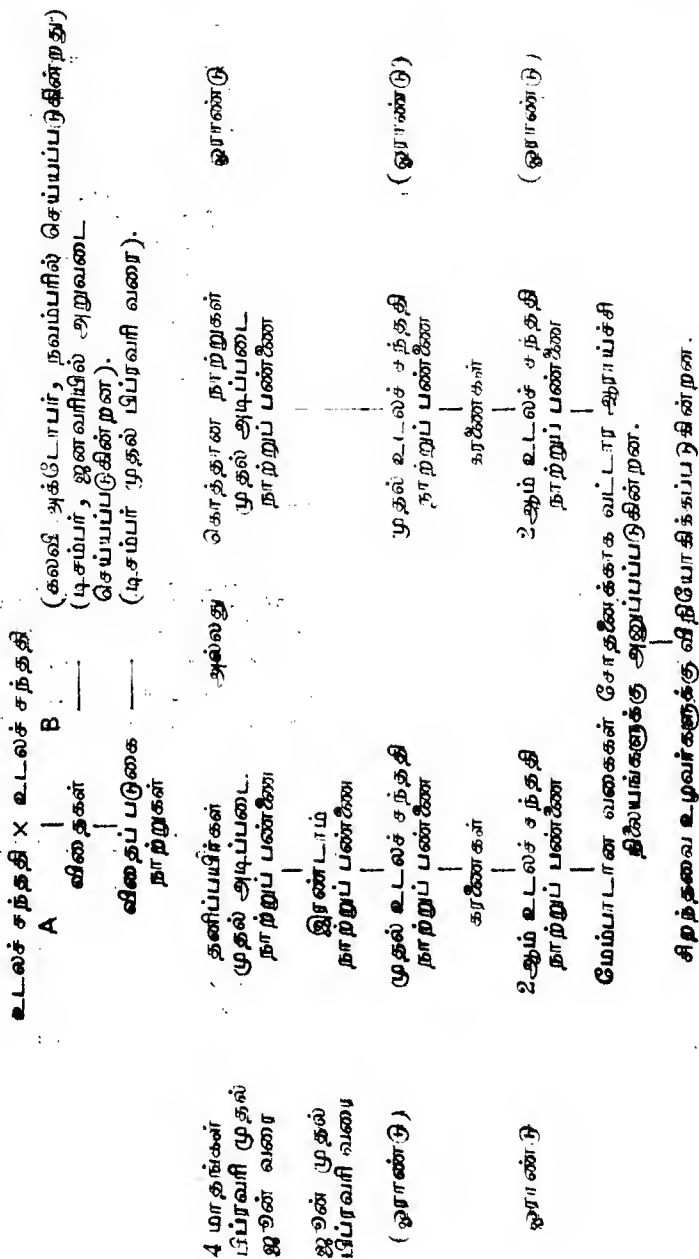 உடலச் சந்ததி × உடலச் சந்ததி
A B
(கலவி அக்டோபர், நவம்பரில் செய்யப்படுகின்றது)
விதைகள்
(டிசம்பர், ஜனவரியில் அறுவடை
செய்யப்படுகின்றன).
விதைப் படுகை
நாற்றுகள்
(டிசம்பர் முதல் பிப்ரவரி வரை).
4 மாதங்கள்
பிப்ரவரி முதல்
ஜூன் வரை
தனிப்பயிர்கள்
முதல் அடிப்படை
நாற்றுப் பண்ணை
அல்லது
கொத்தான நாற்றுகள்
முதல் அடிப்படை
நாற்றுப் பண்ணை
ஓராண்டு
ஜூன் முதல்
பிப்ரவரி வரை
இரண்டாம்
நாற்றுப் பண்ணை
(ஓராண்டு)
முதல் உடலச் சந்ததி
நாற்றுப் பண்ணை
முதல் உடலச் சந்ததி
நாற்றுப் பண்ணை
(ஓராண்டு)
கரணைகள்
கரணைகள்
ஓராண்டு
2ஆம் உடலச் சந்ததி
நாற்றுப் பண்ணை
2ஆம் உடலச் சந்ததி
நாற்றுப் பண்ணை
(ஓராண்டு)
மேம்பாடான வகைகள் சோதனைக்காக வட்டார ஆராய்ச்சி
நிலையங்களுக்கு அனுப்பப்படுகின்றன.
சிறந்தவை உழவர்களுக்கு விநியோகிக்கப்படுகின்றன.